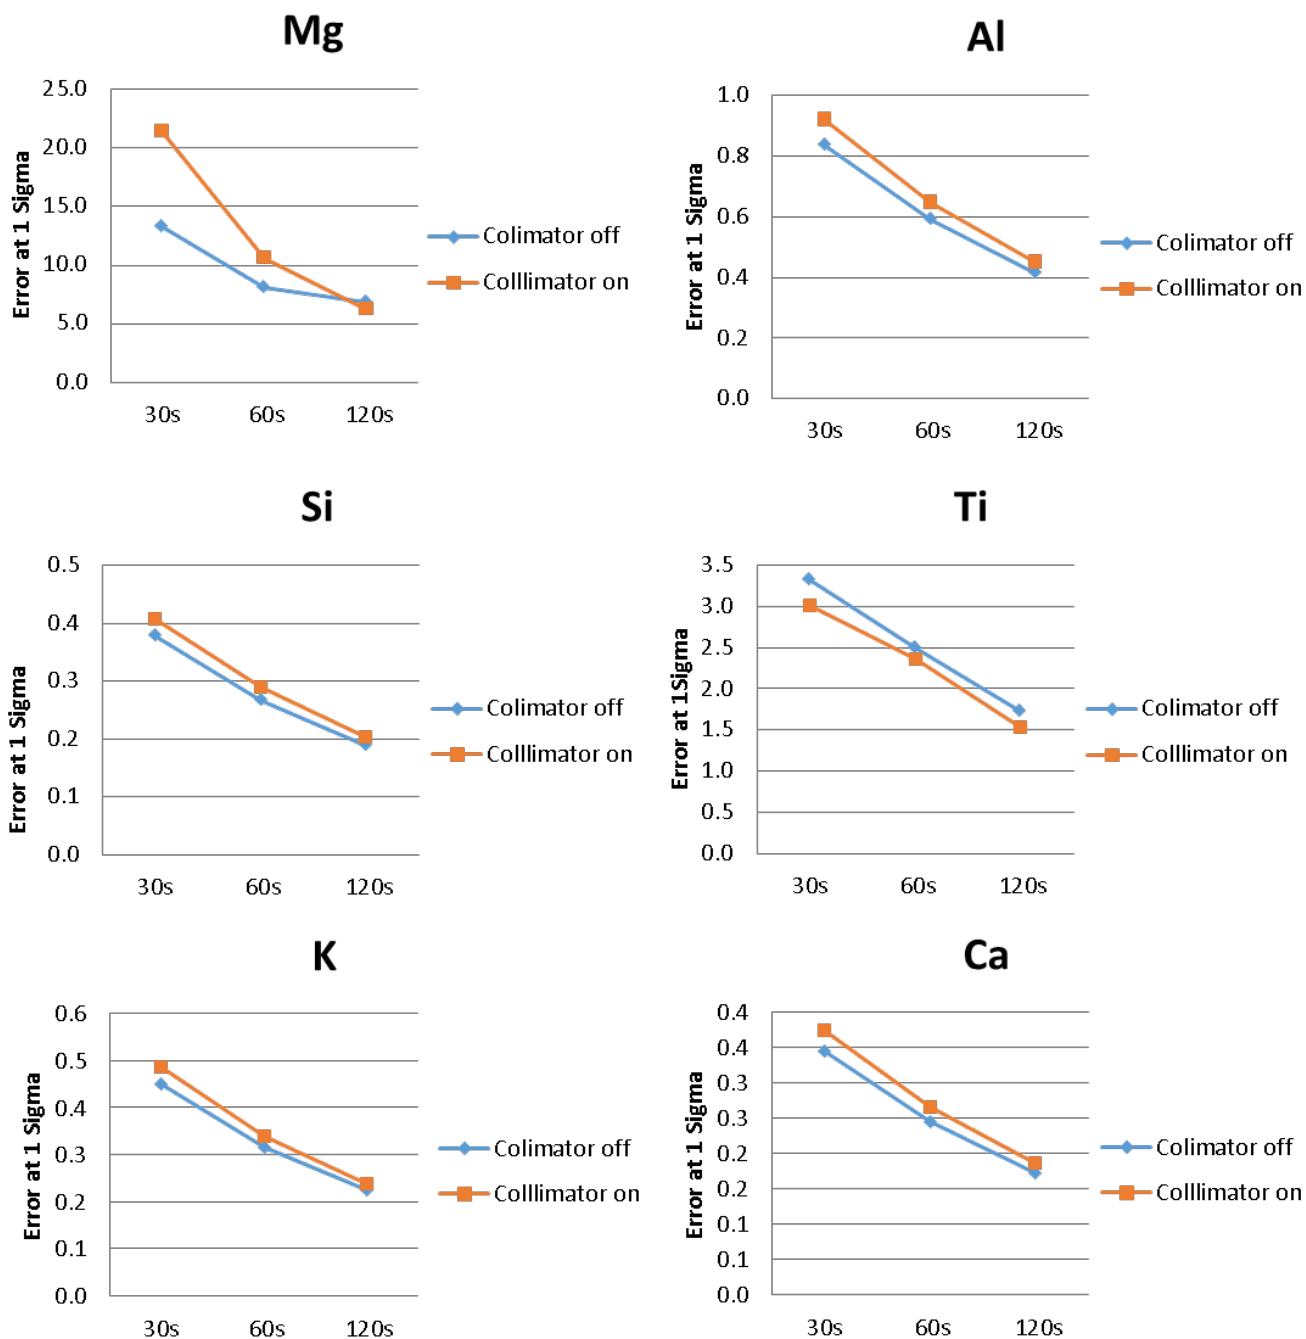 Mg
25.0
20.0
15.0
10.0
5.0
0.0
Error at 1 Sigma
30s 60s 120s
Colimator off
Colllimator on
Al
1.0
0.8
0.6
0.4
0.2
0.0
Error at 1 Sigma
30s 60s 120s
Colimator off
Colllimator on
Si
0.5
0.4
0.3
0.2
0.1
0.0
Error at 1 Sigma
30s 60s 120s
Colimator off
Colllimator on
Ti
3.5
3.0
2.5
2.0
1.5
1.0
0.5
0.0
Error at 1Sigma
30s 60s 120s
Colimator off
Colllimator on
K
0.6
0.5
0.4
0.3
0.2
0.1
0.0
Error at 1 Sigma
30s 60s 120s
Colimator off
Colllimator on
Ca
0.4
0.4
0.3
0.3
0.2
0.2
0.1
0.1
0.0
Error at 1 Sigma
30s 60s 120s
Colimator off
Colllimator on